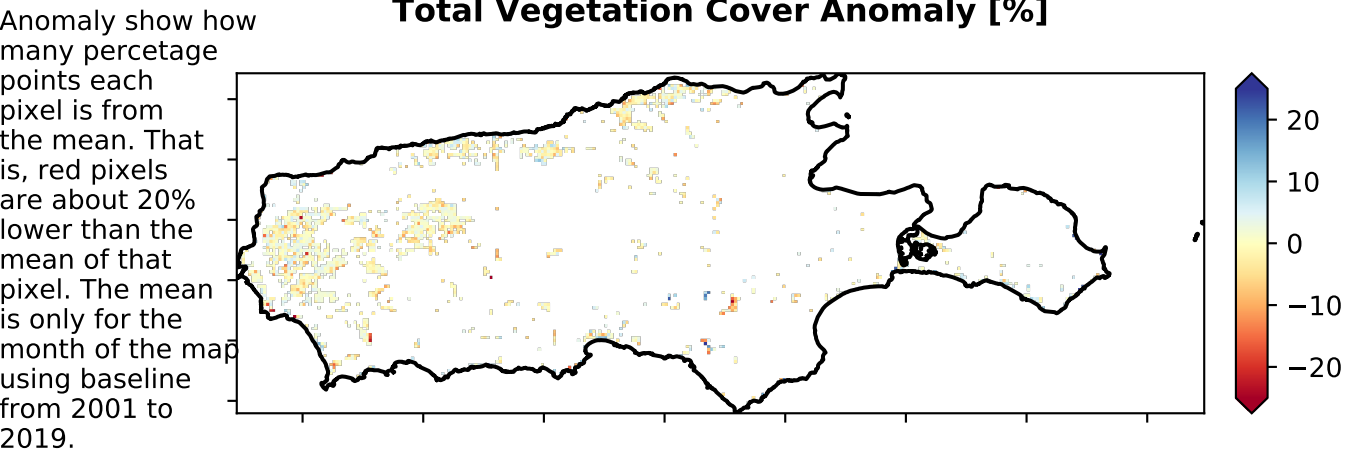 Total Vegetation Cover Anomaly [%]
Anomaly show how
many percetage
points each
pixel is from
the mean. That
is, red pixels
are about 20%
lower than the
mean of that
pixel. The mean
is only for the
month of the map
using baseline
from 2001 to
2019.
20
10
0
−10
−20